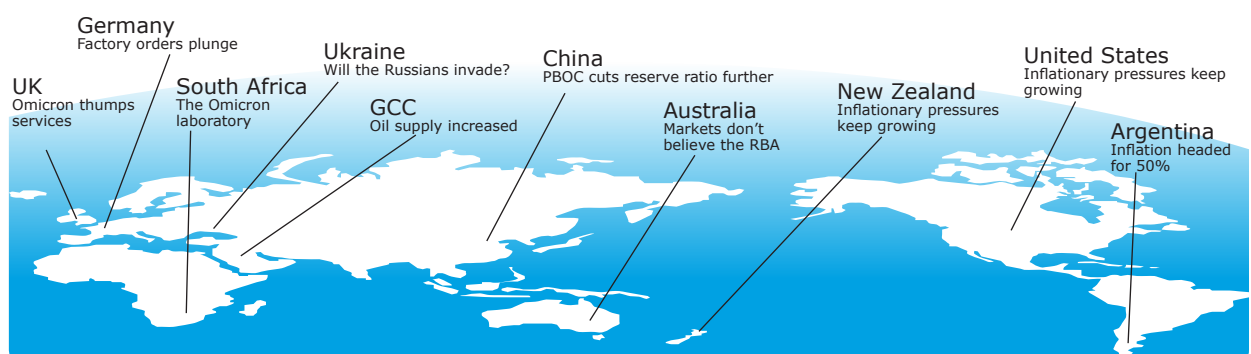 Germany
Factory orders plunge
UK
Omicron thumps
services
South Africa
The Omicron
laboratory
Ukraine
Will the Russians invade?
GCC
Oil supply increased
China
PBOC cuts reserve ratio further
Australia
Markets don't
believe the RBA
New Zealand
Inflationary pressures
keep growing
United States
Inflationary pressures keep
growing
Argentina
Inflation headed
for 50%